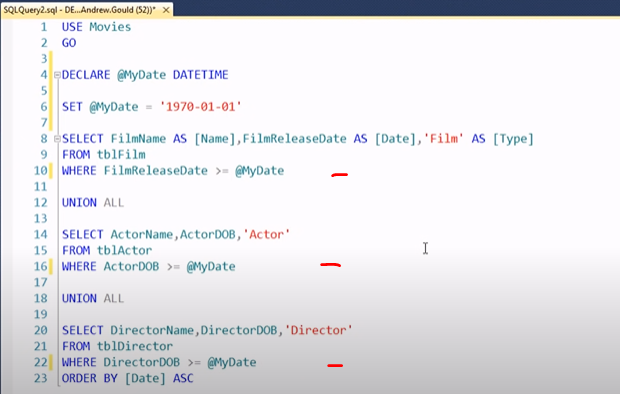 SQLQuery2.sql - DE...Andrew.Gould (52))* ×
1 USE Movies
2 GO
3
4 DECLARE @MyDate DATETIME
5
6 SET @MyDate = '1970-01-01'
7
8 SELECT FilmName AS [Name],FilmReleaseDate AS [Date],'Film' AS [Type]
9 FROM tblFilm
10 WHERE FilmReleaseDate >= @MyDate
11
12 UNION ALL
13
14 SELECT ActorName,ActorDOB,'Actor'
15 FROM tblActor
16 WHERE ActorDOB >= @MyDate
17
18 UNION ALL
19
20 SELECT DirectorName,DirectorDOB,'Director'
21 FROM tblDirector
22 WHERE DirectorDOB >= @MyDate
23 ORDER BY [Date] ASC